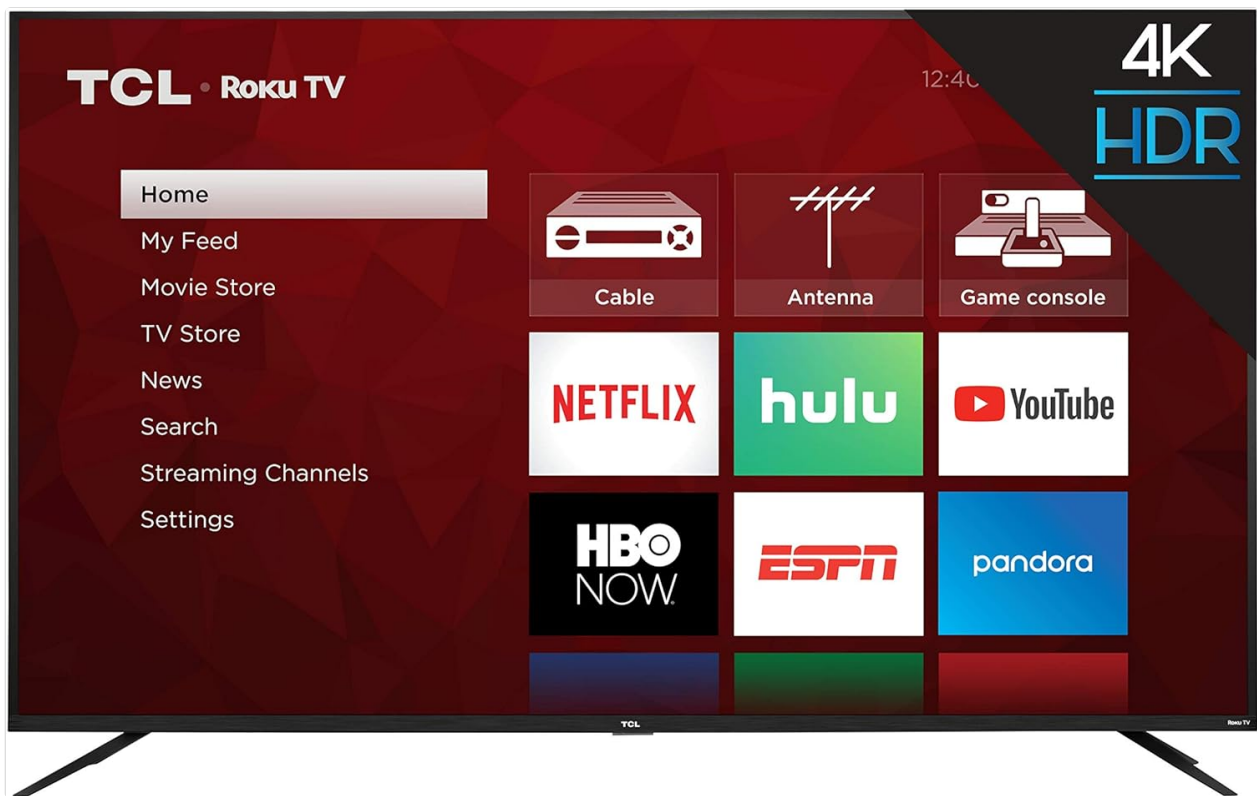 TCL • Roku TV
12:40
4K
HDR
Home
My Feed
Movie Store
TV Store
News
Search
Streaming Channels
Settings
Cable
Antenna
Game console
NETFLIX
hulu
YouTube
HBO
NOW.
ESPN
pandora
TCL
Roku TV